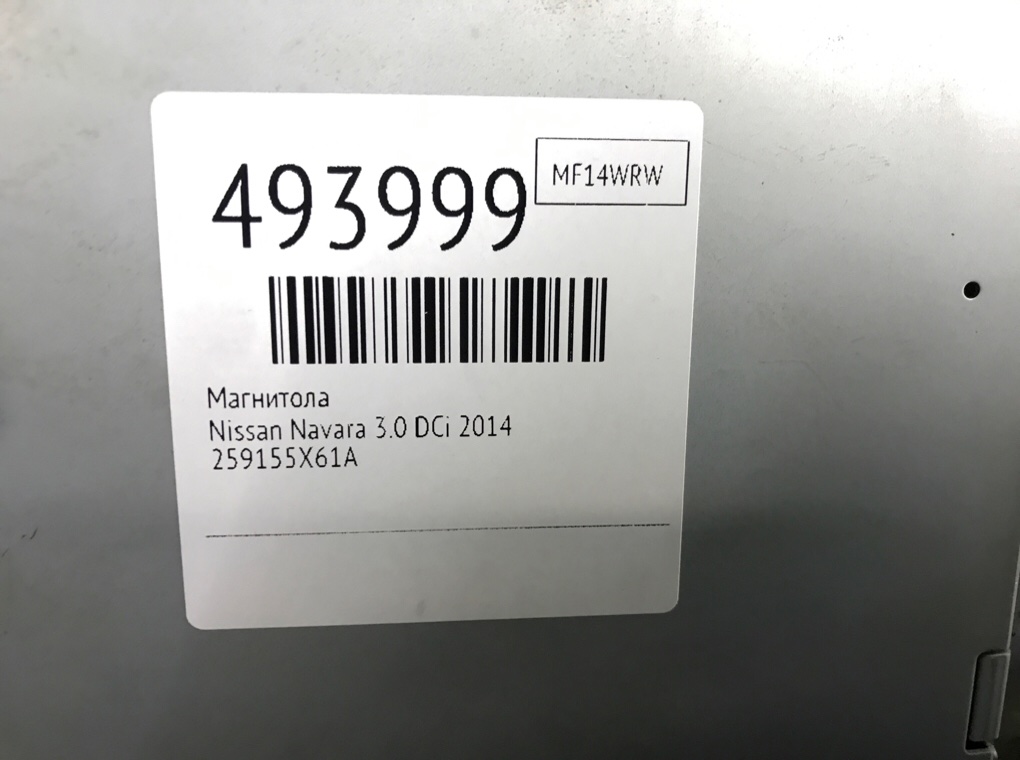 493999
MF14WRW
Магнитола
Nissan Navara 3.0 DCi 2014
259155X61A